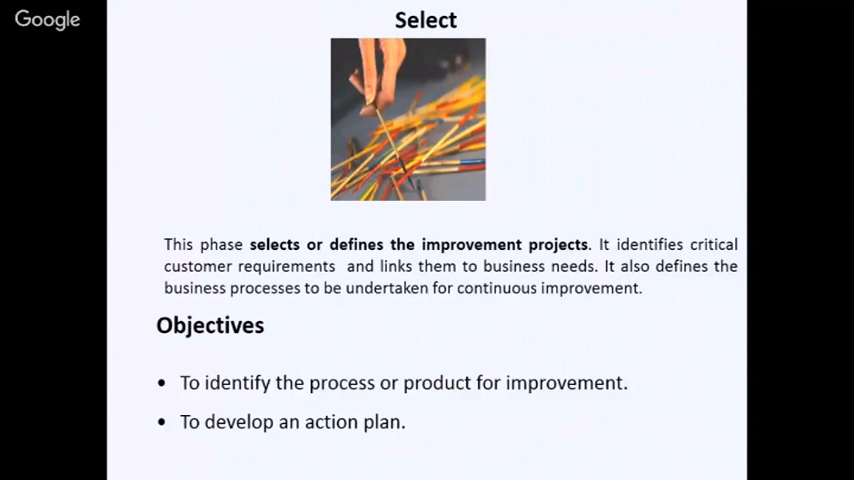 Google
Select
This phase selects or defines the improvement projects. It identifies critical
customer requirements and links them to business needs. It also defines the
business processes to be undertaken for continuous improvement.
Objectives
• To identify the process or product for improvement.
• To develop an action plan.